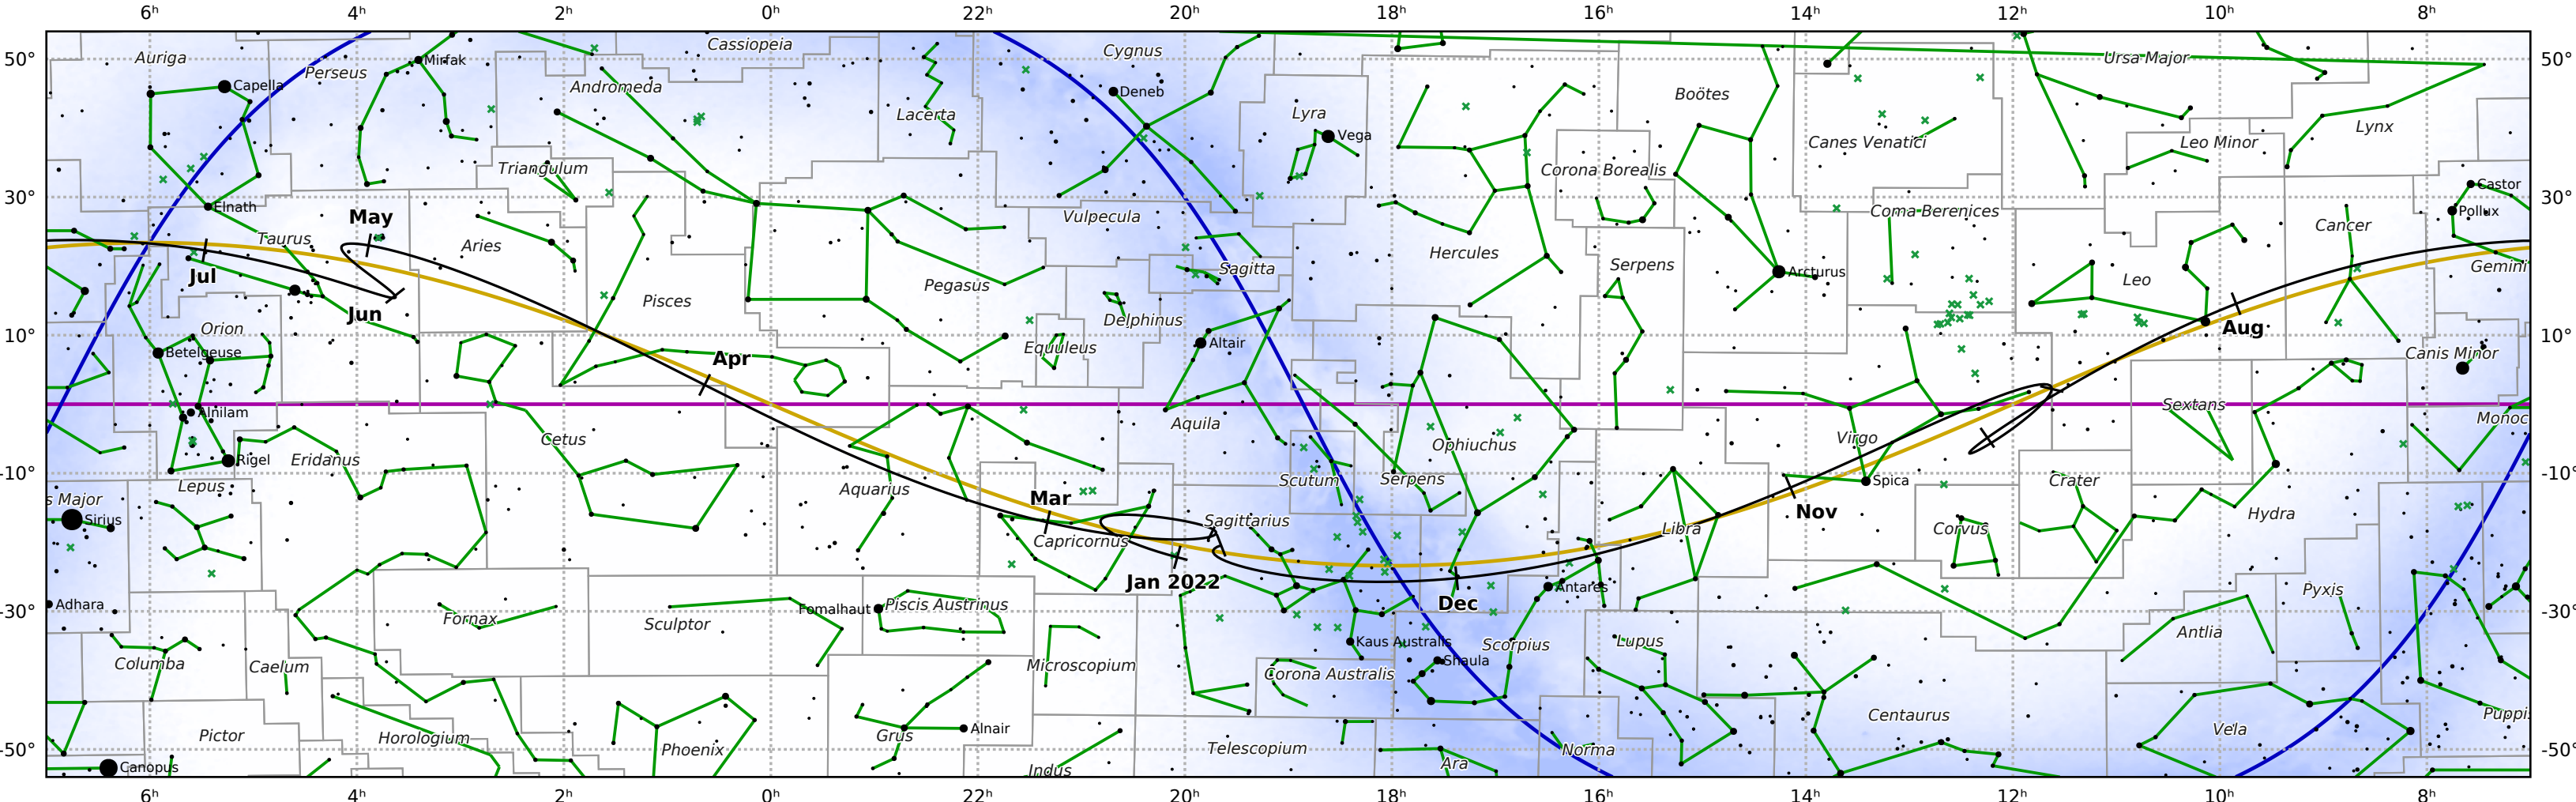 6ʰ 4ʰ 2ʰ 0ʰ 22ʰ 20ʰ 18ʰ 16ʰ 14ʰ 12ʰ 10ʰ 8ʰ
Cassiopeia
Cygnus
50° Auriga Mirfak Ursa Major 50°
Perseus
Capella Andromeda Deneb Boötes
Lacerta Lyra Lynx
Vega Canes Venatici Leo Minor
Triangulum Corona Borealis
Castor
30° Elnath 30°
May Vulpecula Coma Berenices Pollux
Taurus Aries Hercules Cancer
Jul Sagitta Serpens Arcturus Gemini
Pisces Pegasus Leo
Jun Delphinus
Orion Aug
10° Equuleus Altair 10°
Betelgeuse Apr Canis Minor
Alnilam Sextans
Aquila Monoc
Cetus Ophiuchus Virgo
Rigel Eridanus
-10° Lepus Aquarius Scutum Serpens Spica Crater -10°
s Major Mar
Sirius Sagittarius Nov Hydra
Capricornus Libra Corvus
Jan 2022
Antares Pyxis
-30° Adhara Fomalhaut Piscis Austrinus Dec -30°
Fornax Sculptor
Kaus Australis Scorpius Lupus Antlia
Columba Caelum Microscopium Shaula
Corona Australis
Centaurus Puppi
Pictor Horologium Grus Alnair Vela
-50° Phoenix Telescopium Norma -50°
Canopus Indus Ara
6ʰ 4ʰ 2ʰ 0ʰ 22ʰ 20ʰ 18ʰ 16ʰ 14ʰ 12ʰ 10ʰ 8ʰ